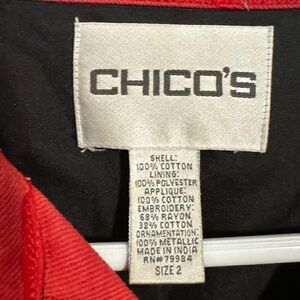 CHICO'S
SHELL:
100% COTTON
LINING:
100% POLYESTER
APPLIQUE:
100% COTTON
EMBROIDERY:
68% RAYON
32% COTTON
ORNAMENTATION:
100% METALLIC
MADE IN INDIA
RN#79984
SIZE 2